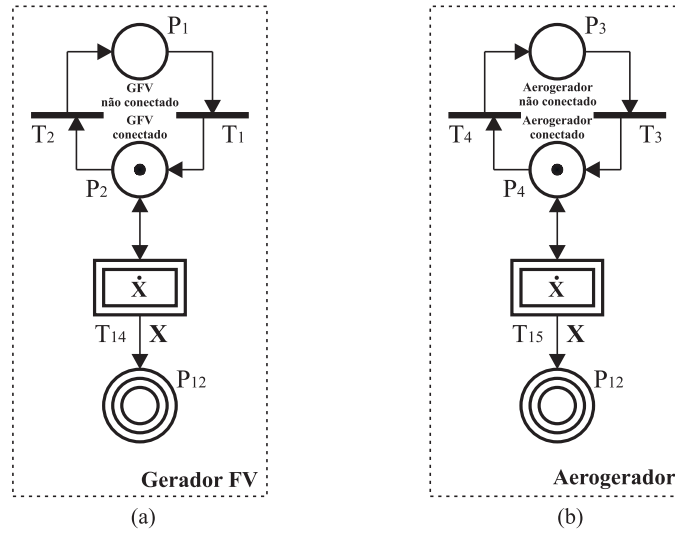 P1
GFV
não conectado
T2
GFV
conectado
T1
P2
Ẋ
T14
X
P12
Gerador FV
(a)
P3
Aerogerador
não conectado
T4
Aerogerador
conectado
T3
P4
Ẋ
T15
X
P12
Aerogerador
(b)